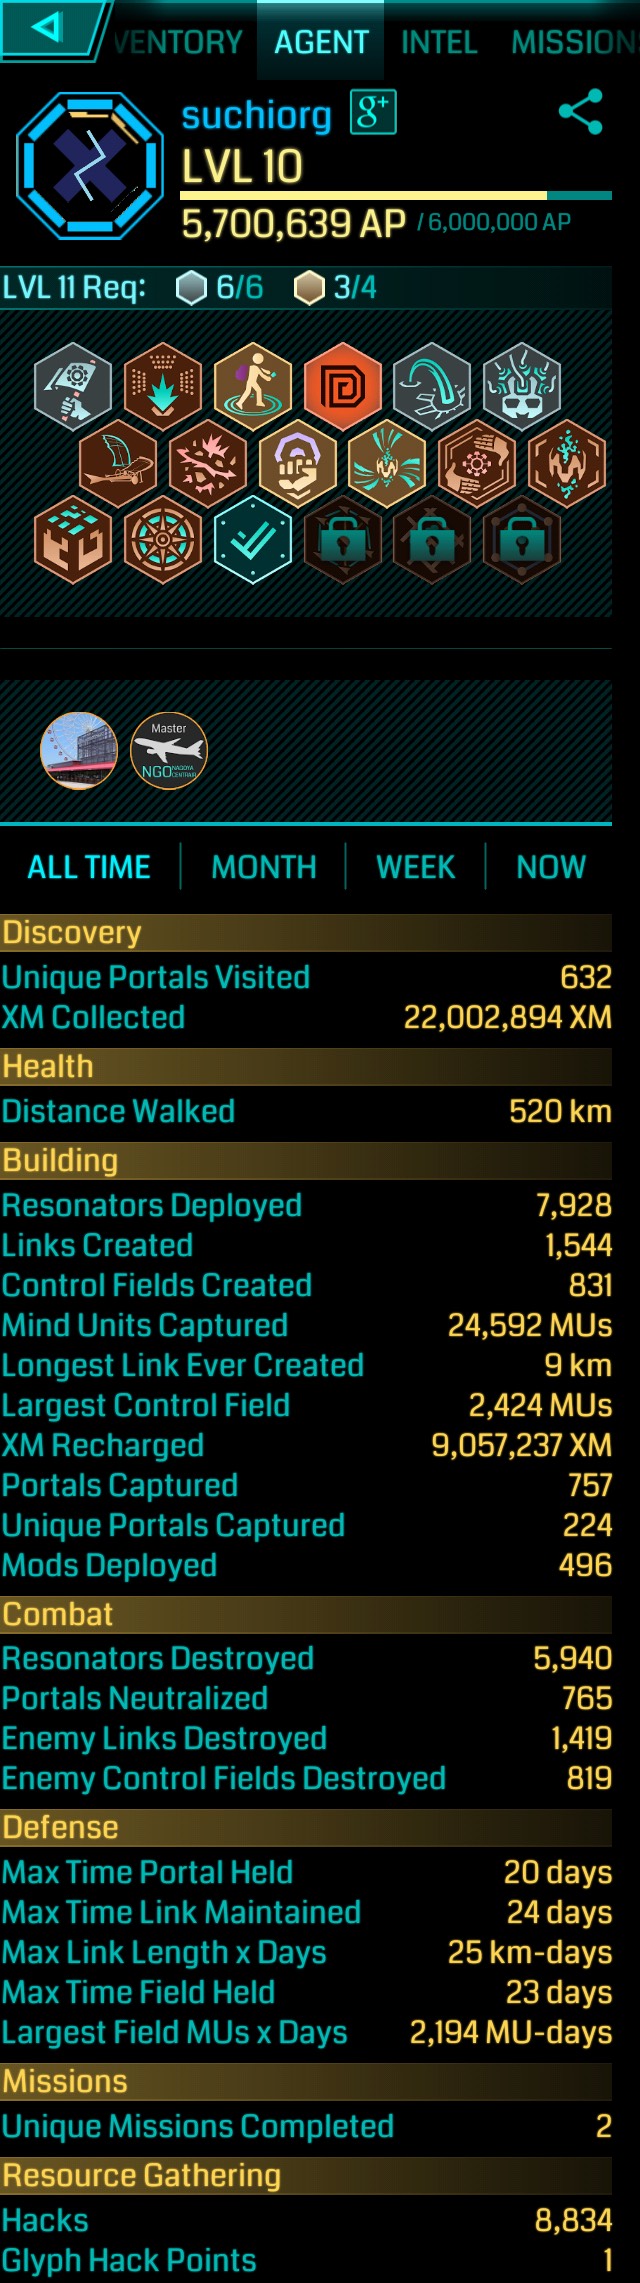 VENTORY AGENT INTEL MISSION
suchiorg g+
LVL 10
5,700,639 AP / 6,000,000 AP
LVL 11 Req: 6/6 3/4
Master
NGO NAGOYA CENTRAIR
ALL TIME MONTH WEEK NOW
Discovery
Unique Portals Visited 632
XM Collected 22,002,894 XM
Health
Distance Walked 520 km
Building
Resonators Deployed 7,928
Links Created 1,544
Control Fields Created 831
Mind Units Captured 24,592 MUs
Longest Link Ever Created 9 km
Largest Control Field 2,424 MUs
XM Recharged 9,057,237 XM
Portals Captured 757
Unique Portals Captured 224
Mods Deployed 496
Combat
Resonators Destroyed 5,940
Portals Neutralized 765
Enemy Links Destroyed 1,419
Enemy Control Fields Destroyed 819
Defense
Max Time Portal Held 20 days
Max Time Link Maintained 24 days
Max Link Length x Days 25 km-days
Max Time Field Held 23 days
Largest Field MUs x Days 2,194 MU-days
Missions
Unique Missions Completed 2
Resource Gathering
Hacks 8,834
Glyph Hack Points 1